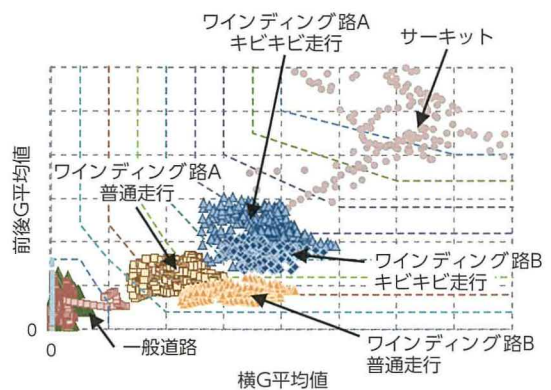 ワインディング路A
キビキビ走行
サーキット
ワインディング路A
普通走行
前後G平均値
ワインディング路B
キビキビ走行
0
0
一般道路
ワインディング路B
普通走行
横G平均値